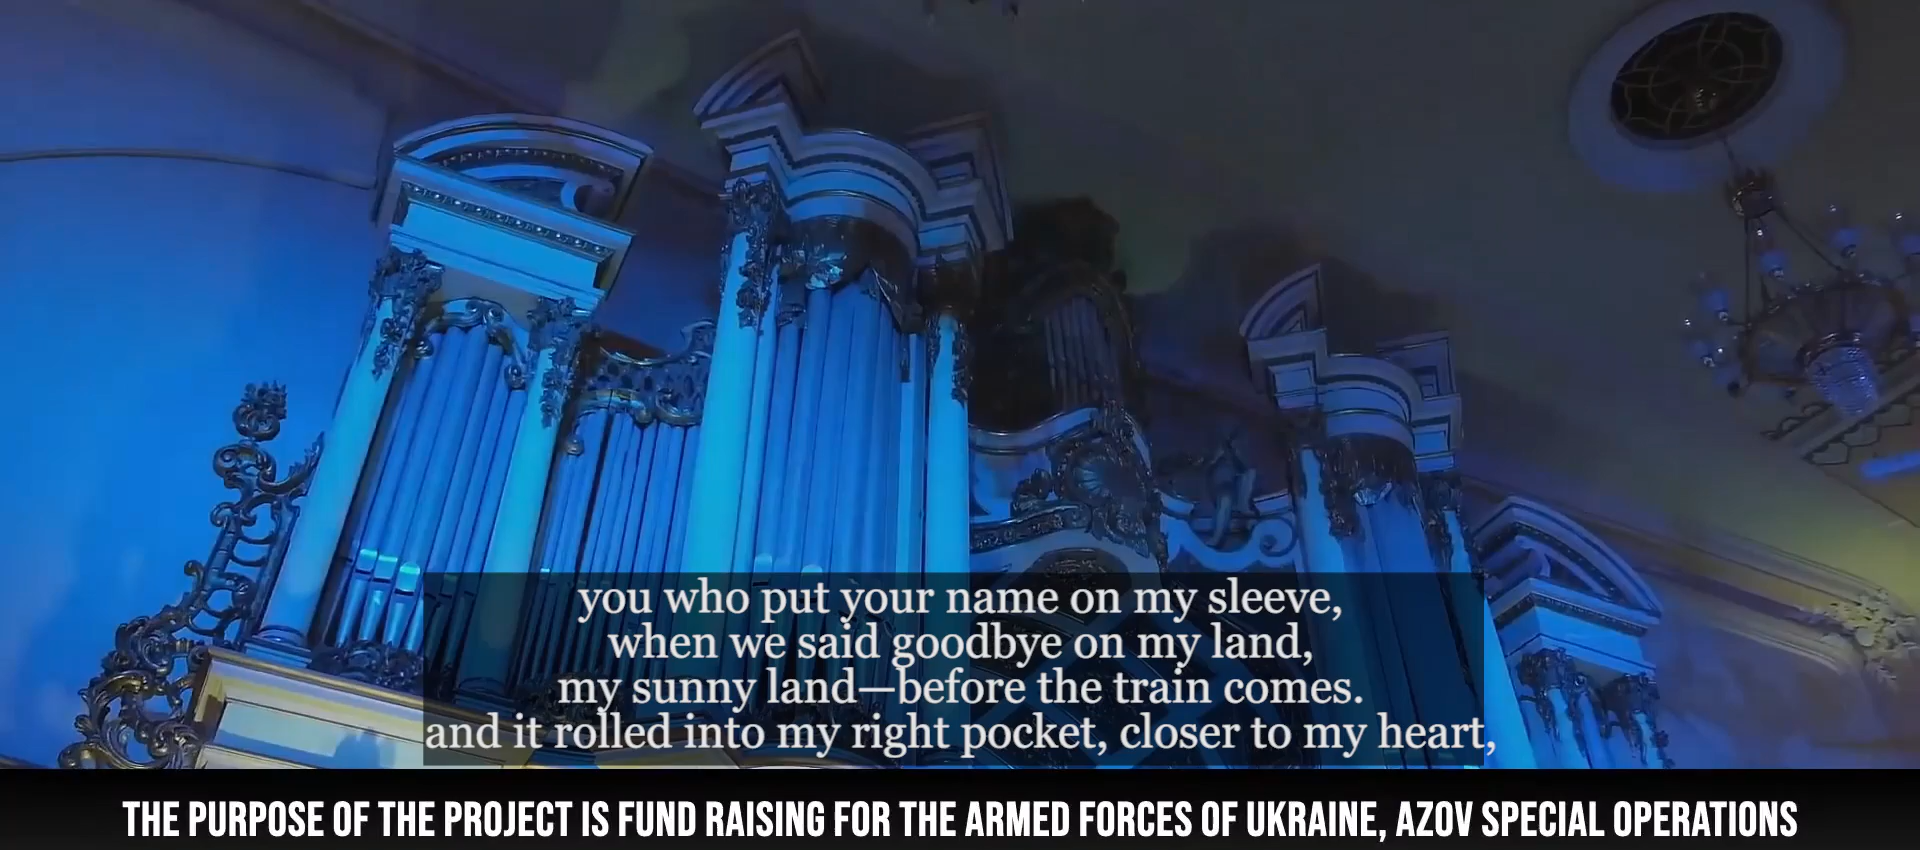 you who put your name on my sleeve,
when we said goodbye on my land,
my sunny land—before the train comes.
and it rolled into my right pocket, closer to my heart,
THE PURPOSE OF THE PROJECT IS FUND RAISING FOR THE ARMED FORCES OF UKRAINE, AZOV SPECIAL OPERATIONS